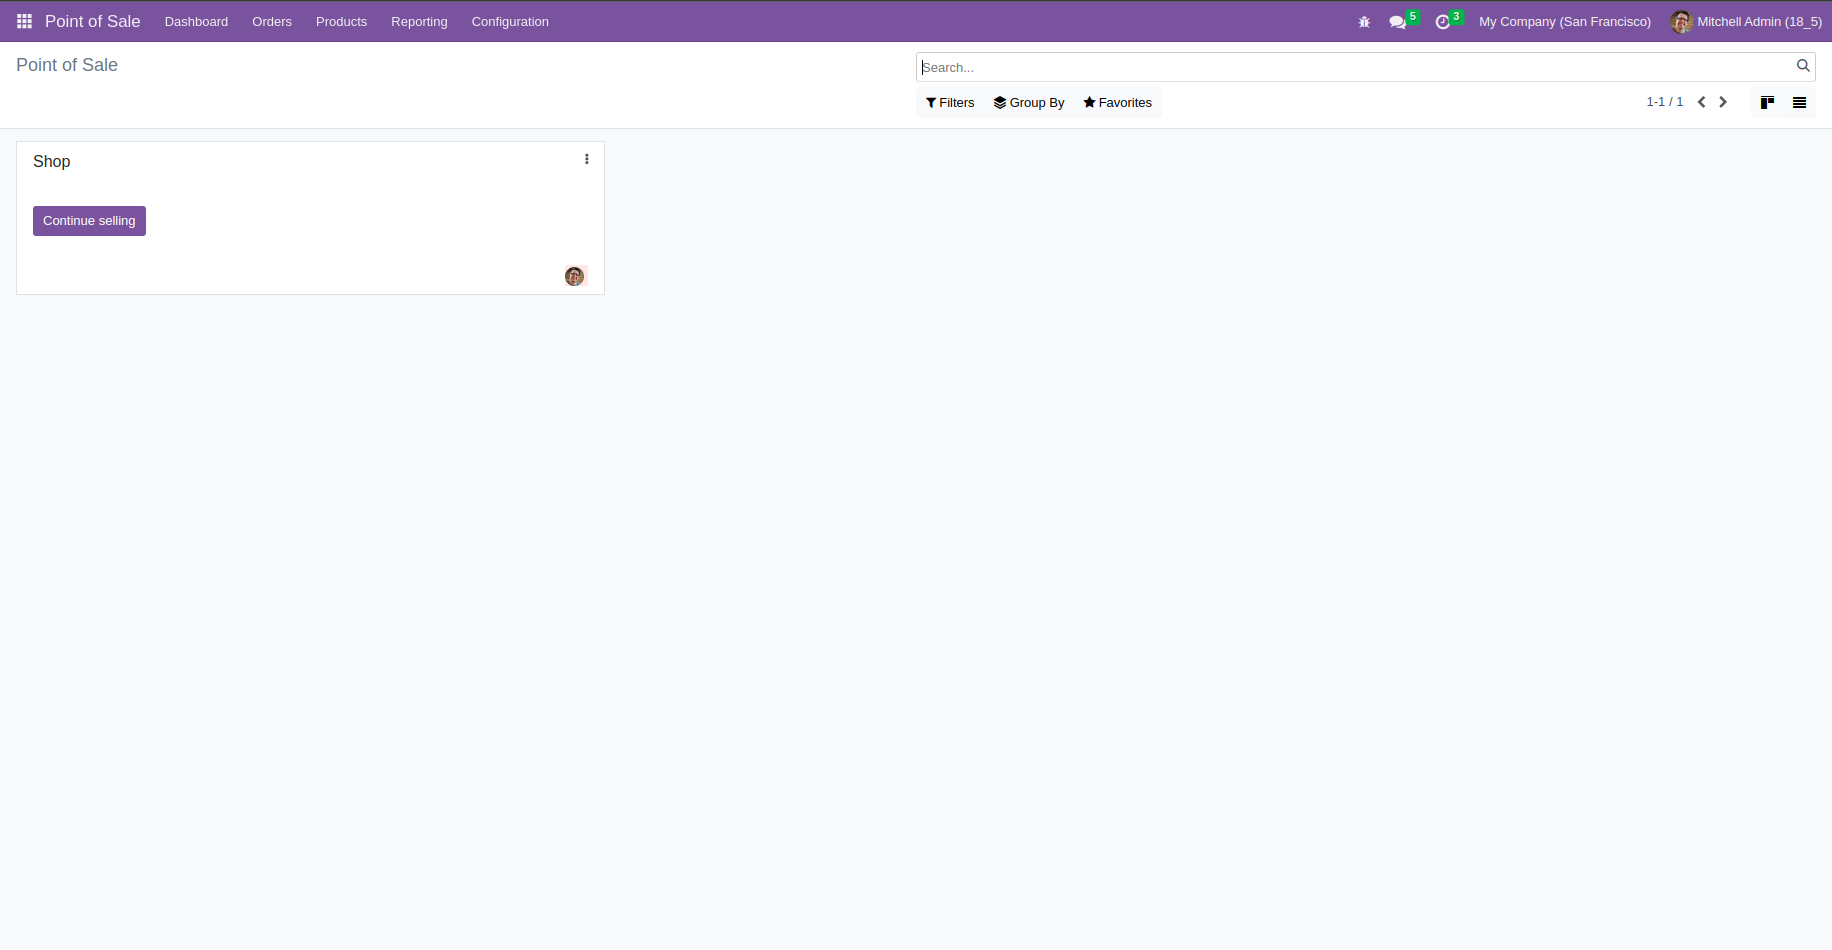 Point of Sale Dashboard Orders Products Reporting Configuration 5 3 My Company (San Francisco) Mitchell Admin (18_5)
Point of Sale
Search...
Filters Group By Favorites 1-1 / 1
Shop
Continue selling